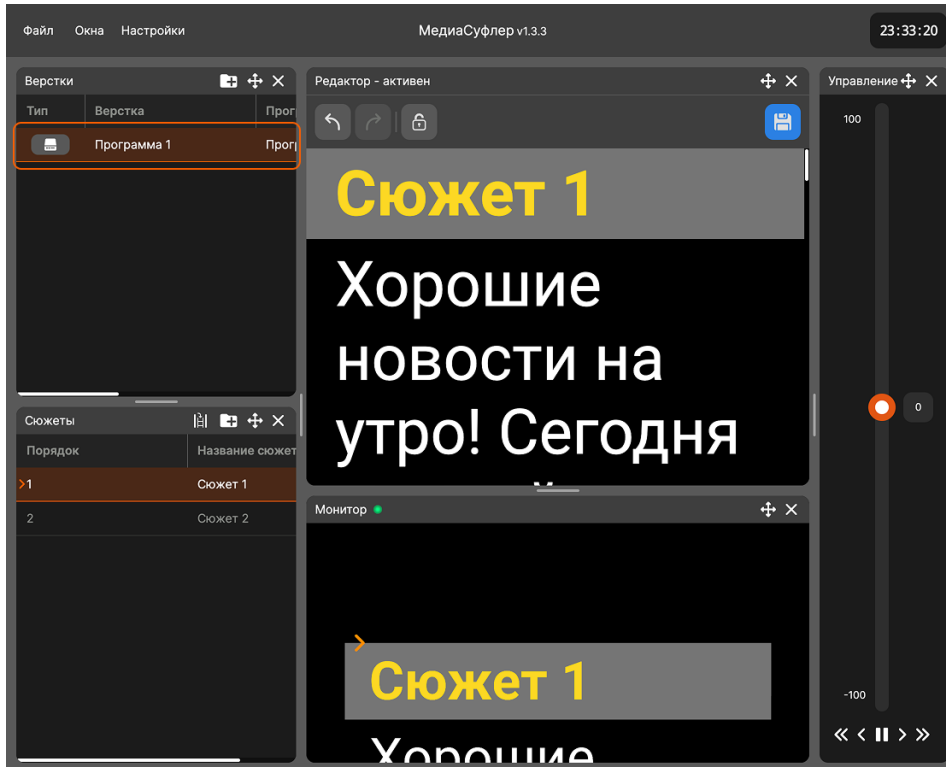 Файл Окна Настройки
МедиаСуфлер v1.3.3
23:33:20
Верстки
Тип Верстка
Программа 1
Сюжеты
Порядок Название
1 Сюжет 1
2 Сюжет 2
Редактор - активен
Сюжет 1
Хорошие
новости на
утро! Сегодня
Монитор
Сюжет 1
Хорошие
Управление
100
0
-100